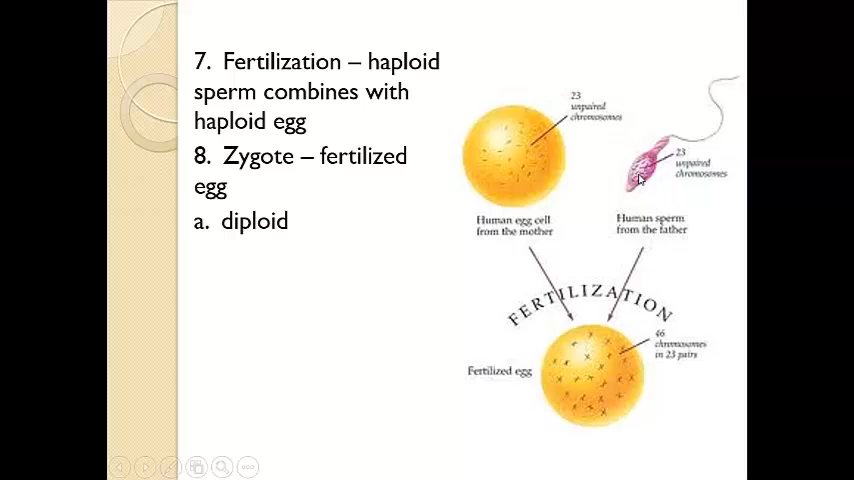 7. Fertilization – haploid
sperm combines with
haploid egg
8. Zygote – fertilized
egg
a. diploid
23
unpaired
chromosomes
23
unpaired
chromosomes
Human egg cell
from the mother
Human sperm
from the father
FERTILIZATION
46
chromosomes
in 23 pairs
Fertilized egg